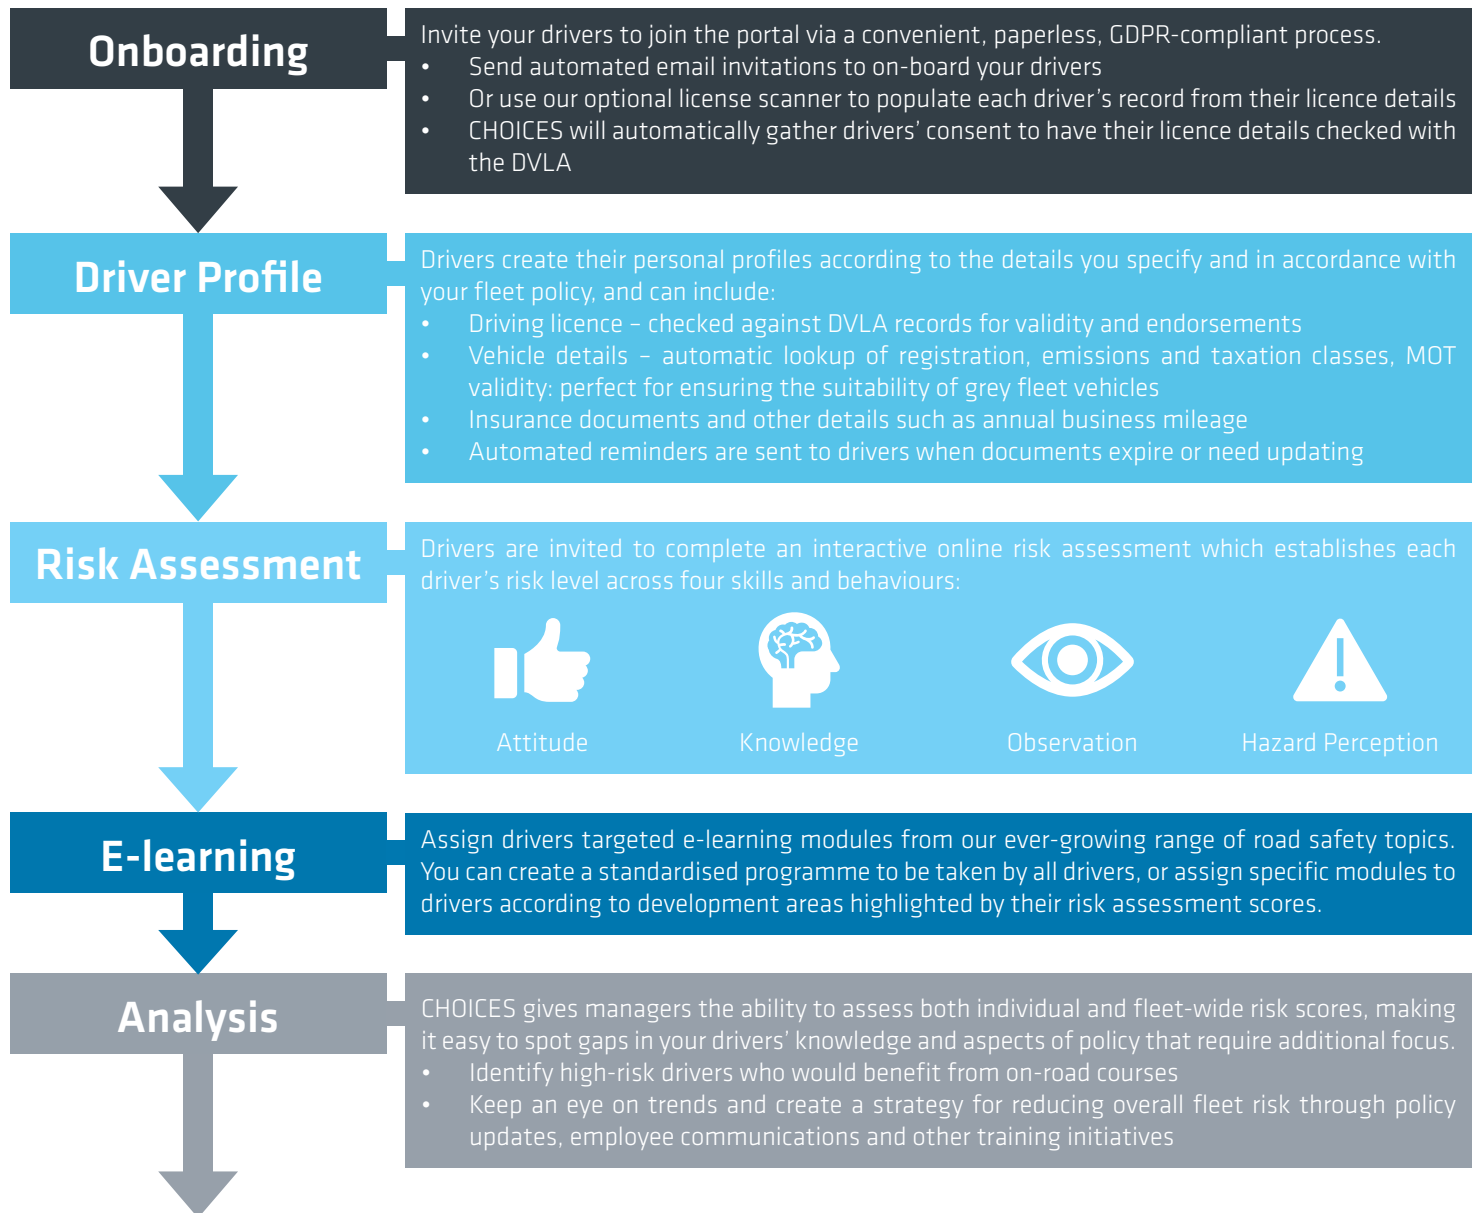 Onboarding
Invite your drivers to join the portal via a convenient, paperless, GDPR-compliant process.
• Send automated email invitations to on-board your drivers
• Or use our optional license scanner to populate each driver’s record from their licence details
• CHOICES will automatically gather drivers’ consent to have their licence details checked with
the DVLA
Driver Profile
Drivers create their personal profiles according to the details you specify and in accordance with
your fleet policy, and can include:
• Driving licence – checked against DVLA records for validity and endorsements
• Vehicle details – automatic lookup of registration, emissions and taxation classes, MOT
validity: perfect for ensuring the suitability of grey fleet vehicles
• Insurance documents and other details such as annual business mileage
• Automated reminders are sent to drivers when documents expire or need updating
Risk Assessment
Drivers are invited to complete an interactive online risk assessment which establishes each
driver’s risk level across four skills and behaviours:
Attitude
Knowledge
Observation
Hazard Perception
E-learning
Assign drivers targeted e-learning modules from our ever-growing range of road safety topics.
You can create a standardised programme to be taken by all drivers, or assign specific modules to
drivers according to development areas highlighted by their risk assessment scores.
Analysis
CHOICES gives managers the ability to assess both individual and fleet-wide risk scores, making
it easy to spot gaps in your drivers’ knowledge and aspects of policy that require additional focus.
• Identify high-risk drivers who would benefit from on-road courses
• Keep an eye on trends and create a strategy for reducing overall fleet risk through policy
updates, employee communications and other training initiatives